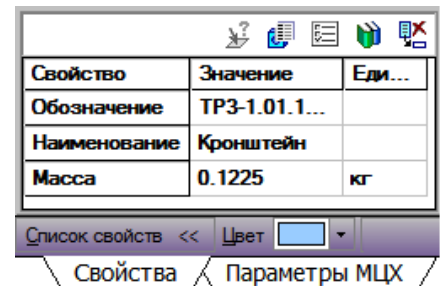 Свойство Значение Еди...
Обозначение ТРЗ-1.01.1...
Наименование Кронштейн
Масса 0.1225 кг
Список свойств << Цвет
Свойства Параметры МЦХ